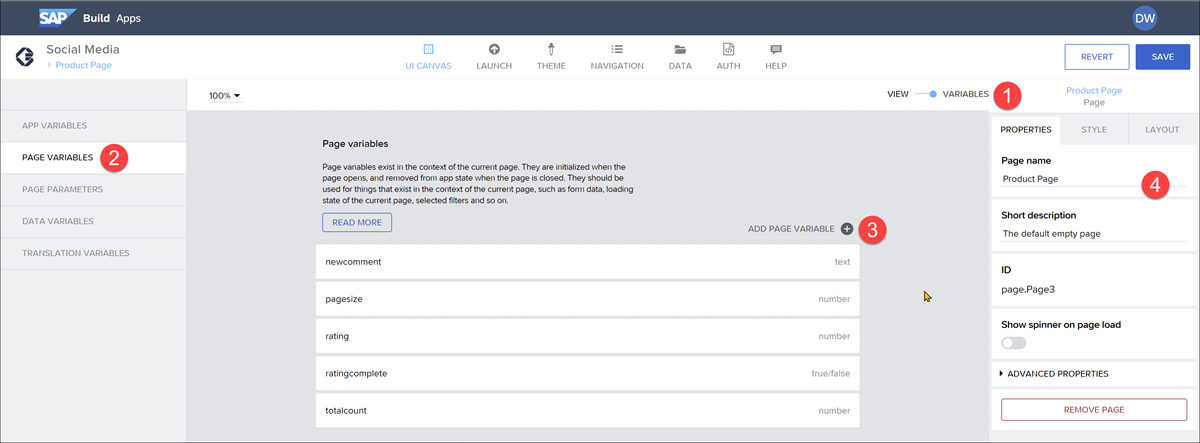 SAP Build Apps
DW
Social Media
Product Page
UI CANVAS
LAUNCH
THEME
NAVIGATION
DATA
AUTH
HELP
REVERT
SAVE
100%
VIEW
VARIABLES
1
Product Page
Page
APP VARIABLES
PAGE VARIABLES
2
PAGE PARAMETERS
DATA VARIABLES
TRANSLATION VARIABLES
Page variables
Page variables exist in the context of the current page. They are initialized when the
page opens, and removed from app state when the page is closed. They should be
used for things that exist in the context of the current page, such as form data, loading
state of the current page, selected filters and so on.
READ MORE
ADD PAGE VARIABLE
3
newcomment text
pagesize number
rating number
ratingcomplete true/false
totalcount number
PROPERTIES
STYLE
LAYOUT
Page name
Product Page
4
Short description
The default empty page
ID
page.Page3
Show spinner on page load
ADVANCED PROPERTIES
REMOVE PAGE